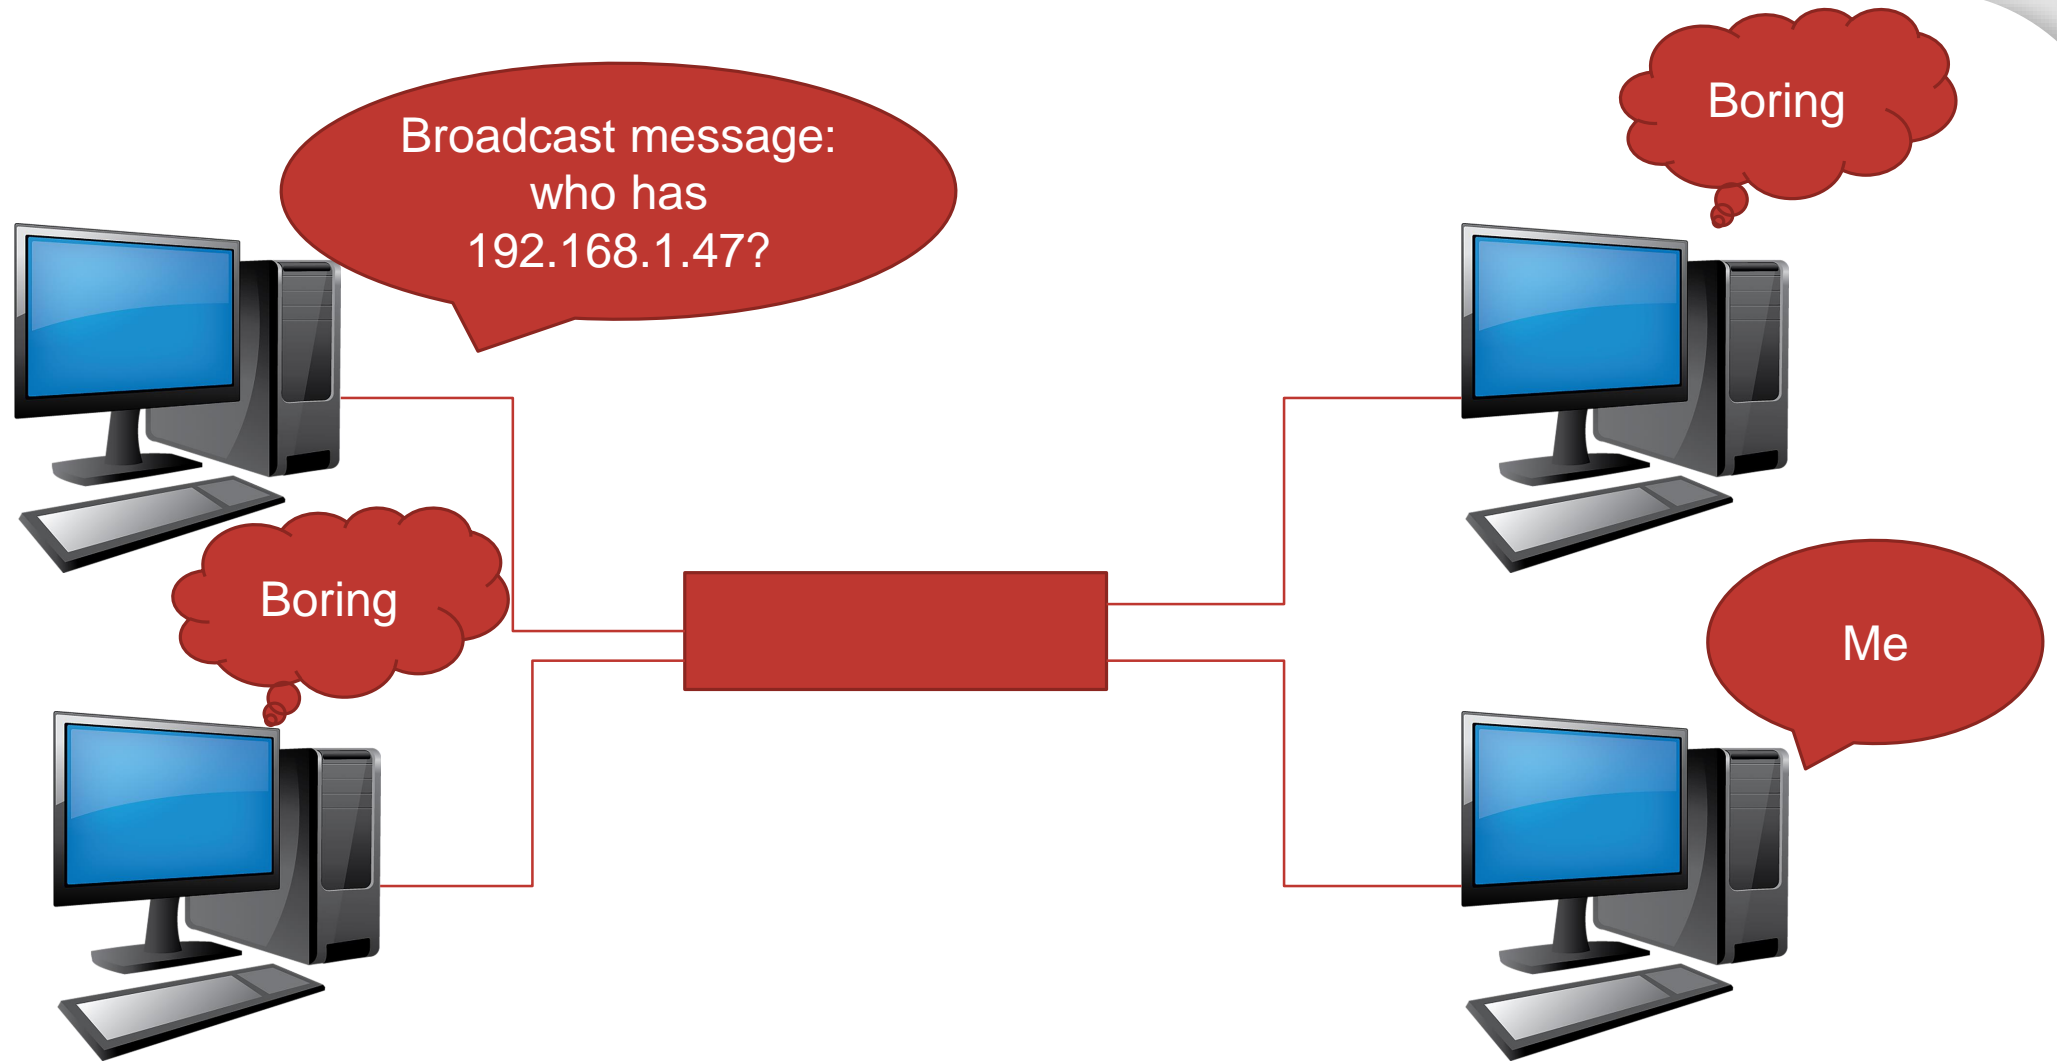 Broadcast message:
who has
192.168.1.47?
Boring
Boring
Me